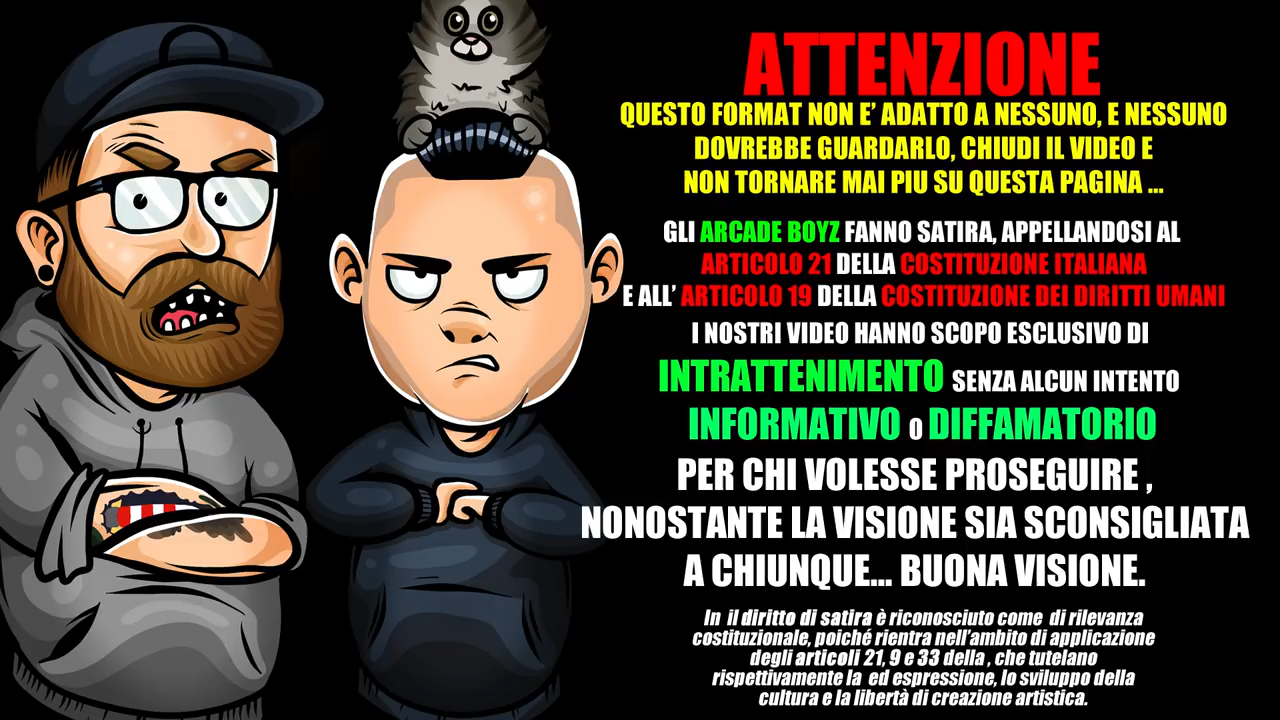 ATTENZIONE
QUESTO FORMAT NON E' ADATTO A NESSUNO, E NESSUNO
DOVREBBE GUARDARLO, CHIUDI IL VIDEO E
NON TORNARE MAI PIU SU QUESTA PAGINA ...
GLI ARCADE BOYZ FANNO SATIRA, APPELLANDOSI AL
ARTICOLO 21 DELLA COSTITUZIONE ITALIANA
E ALL' ARTICOLO 19 DELLA COSTITUZIONE DEI DIRITTI UMANI
I NOSTRI VIDEO HANNO SCOPO ESCLUSIVO DI
INTRATTENIMENTO SENZA ALCUN INTENTO
INFORMATIVO O DIFFAMATORIO
PER CHI VOLESSE PROSEGUIRE ,
NONOSTANTE LA VISIONE SIA SCONSIGLIATA
A CHIUNQUE... BUONA VISIONE.
In il diritto di satira è riconosciuto come di rilevanza
costituzionale, poiché rientra nell'ambito di applicazione
degli articoli 21, 9 e 33 della , che tutelano
rispettivamente la ed espressione, lo sviluppo della
cultura e la libertà di creazione artistica.